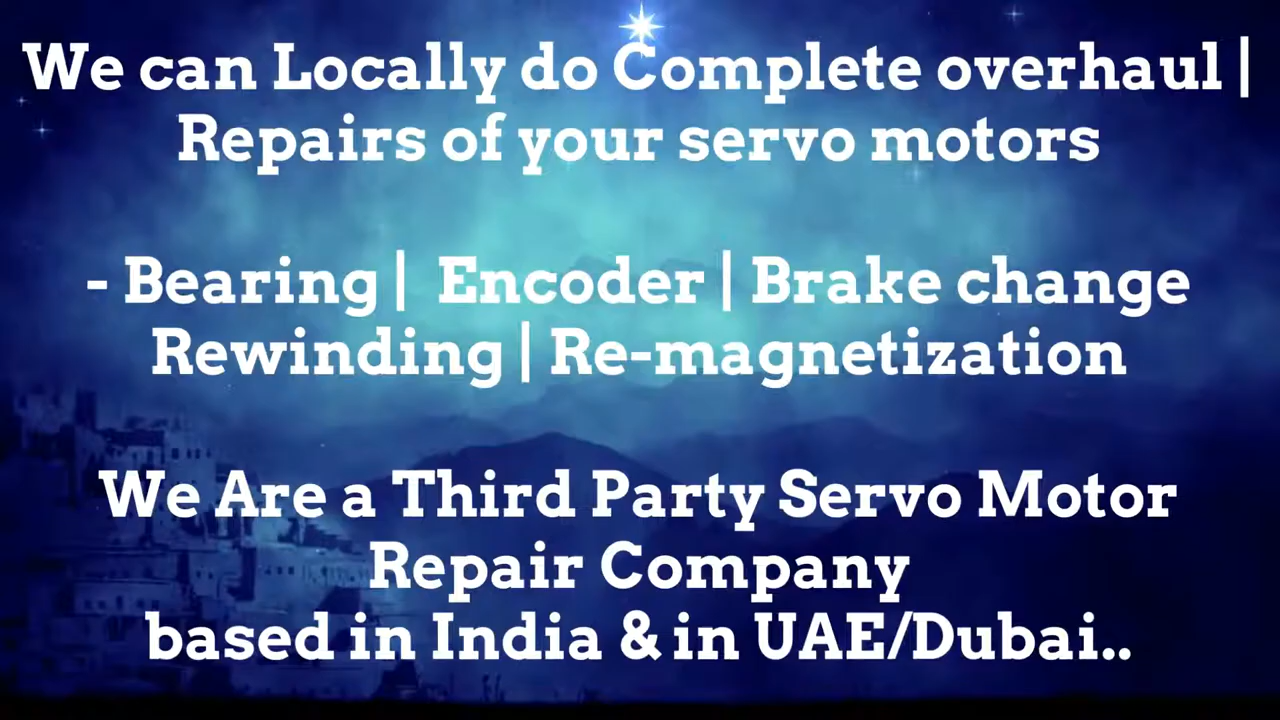 We can Locally do Complete overhaul |
Repairs of your servo motors
- Bearing | Encoder | Brake change
Rewinding | Re-magnetization
We Are a Third Party Servo Motor
Repair Company
based in India & in UAE/Dubai..